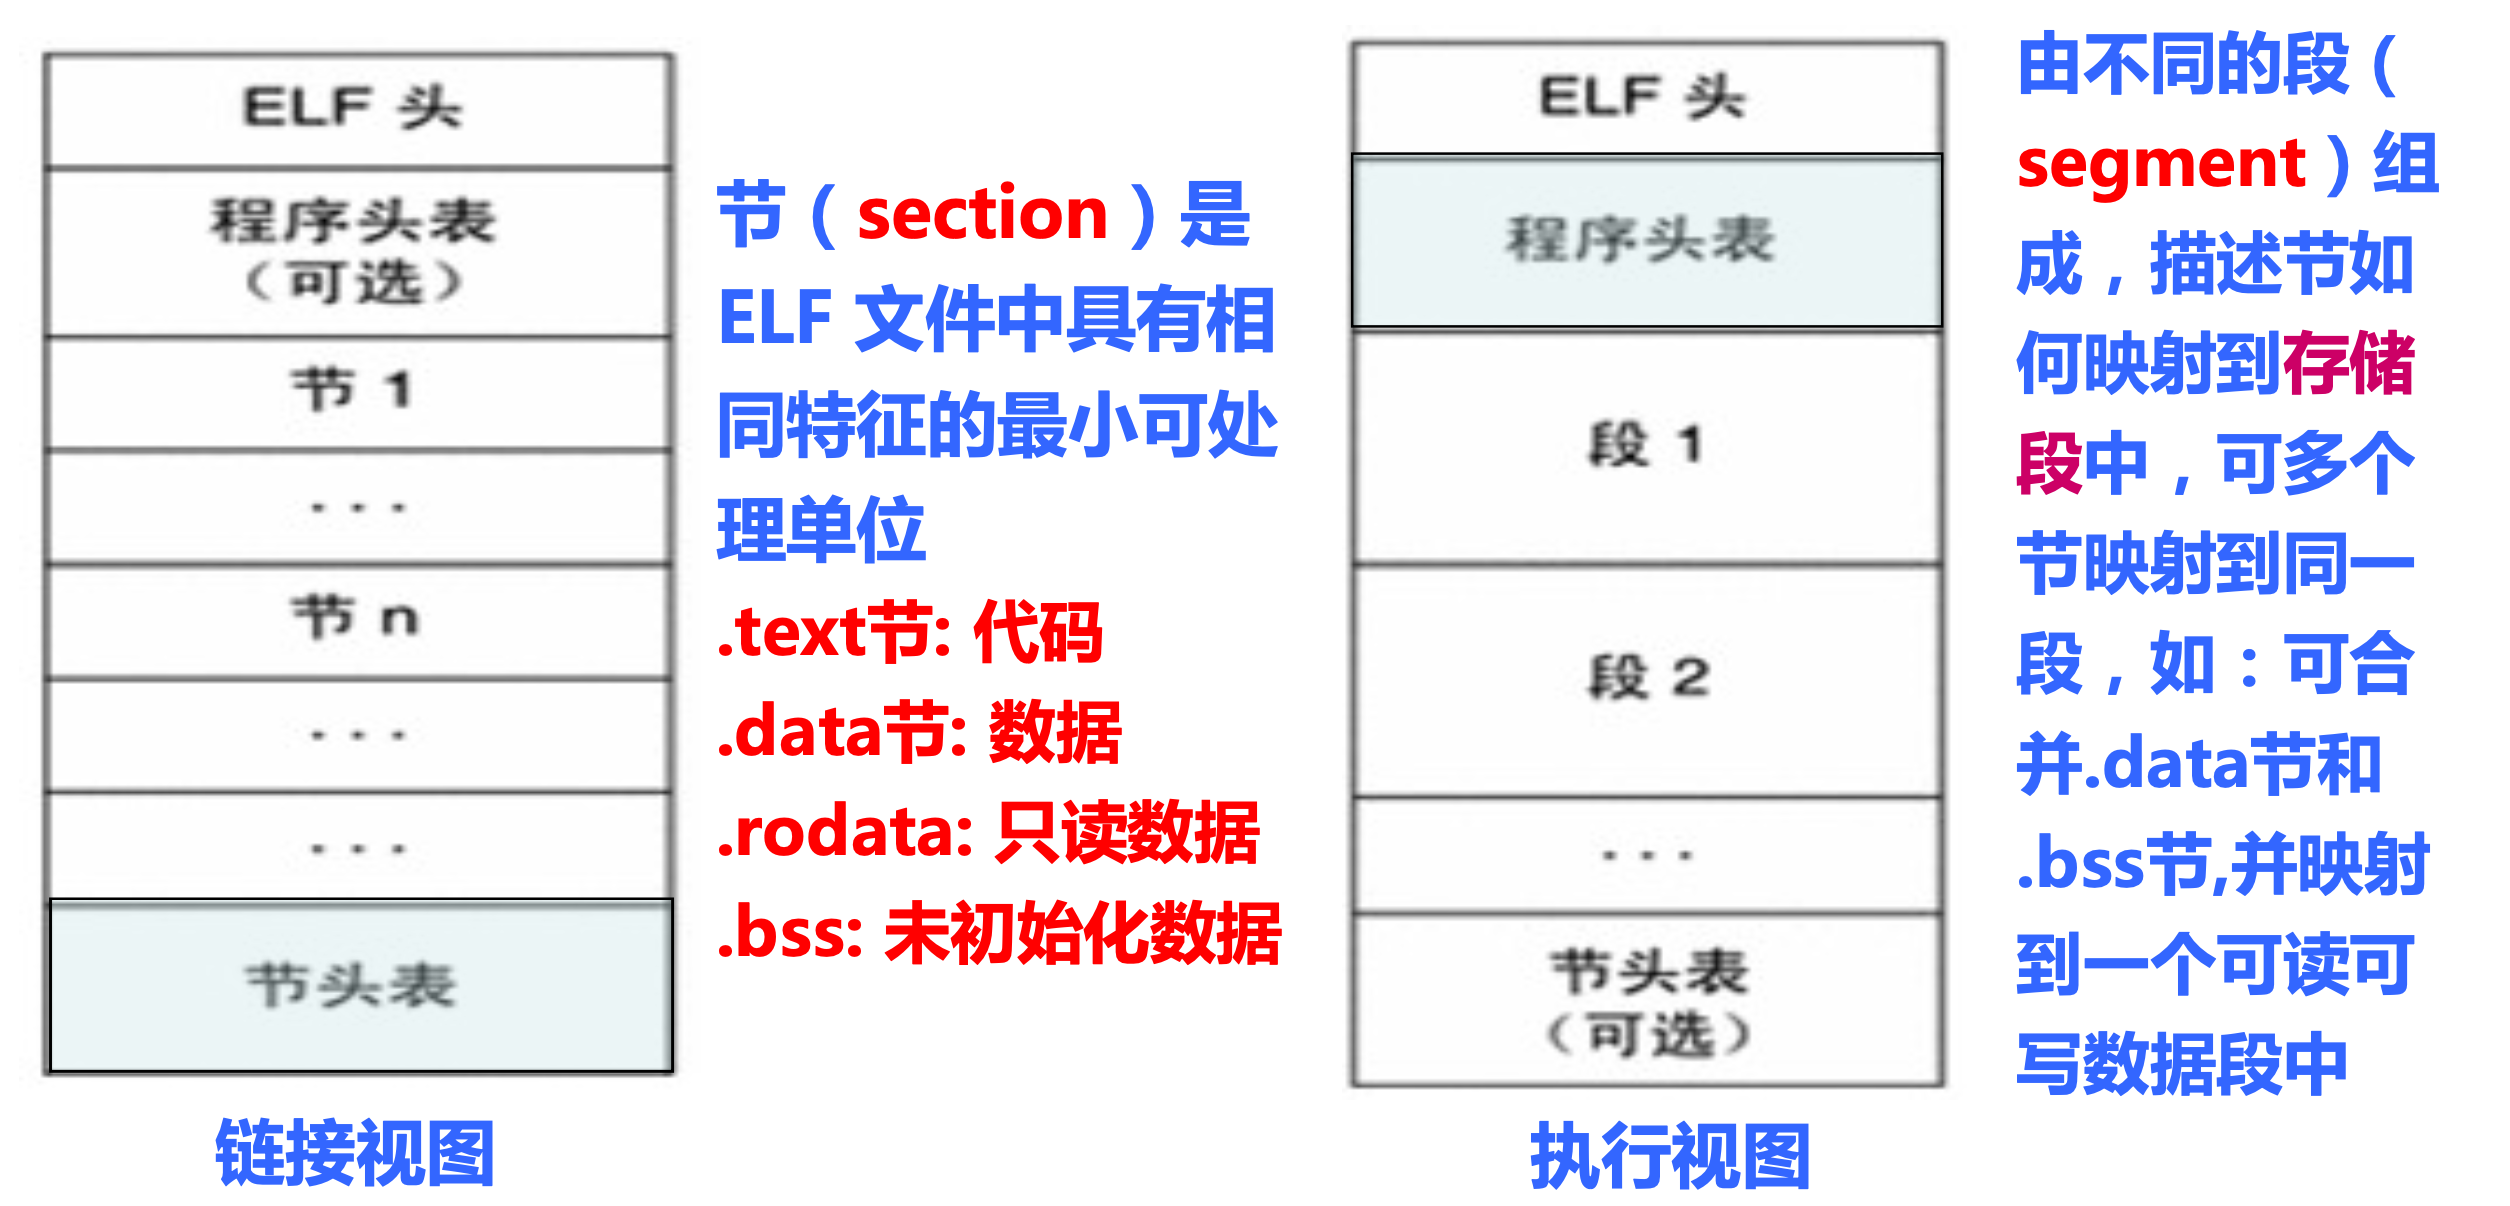 ELF 头
程序头表
（可选）
节 1
. . .
节 n
. . .
. . .
节头表
链接视图
节（section）是
ELF 文件中具有相
同特征的最小可处
理单位
.text节: 代码
.data节: 数据
.rodata: 只读数据
.bss: 未初始化数据
ELF 头
程序头表
段 1
段 2
. . .
节头表
（可选）
执行视图
由不同的段（
segment）组
成，描述节如
何映射到存储
段中，可多个
节映射到同一
段，如：可合
并.data节和
.bss节,并映射
到一个可读可
写数据段中